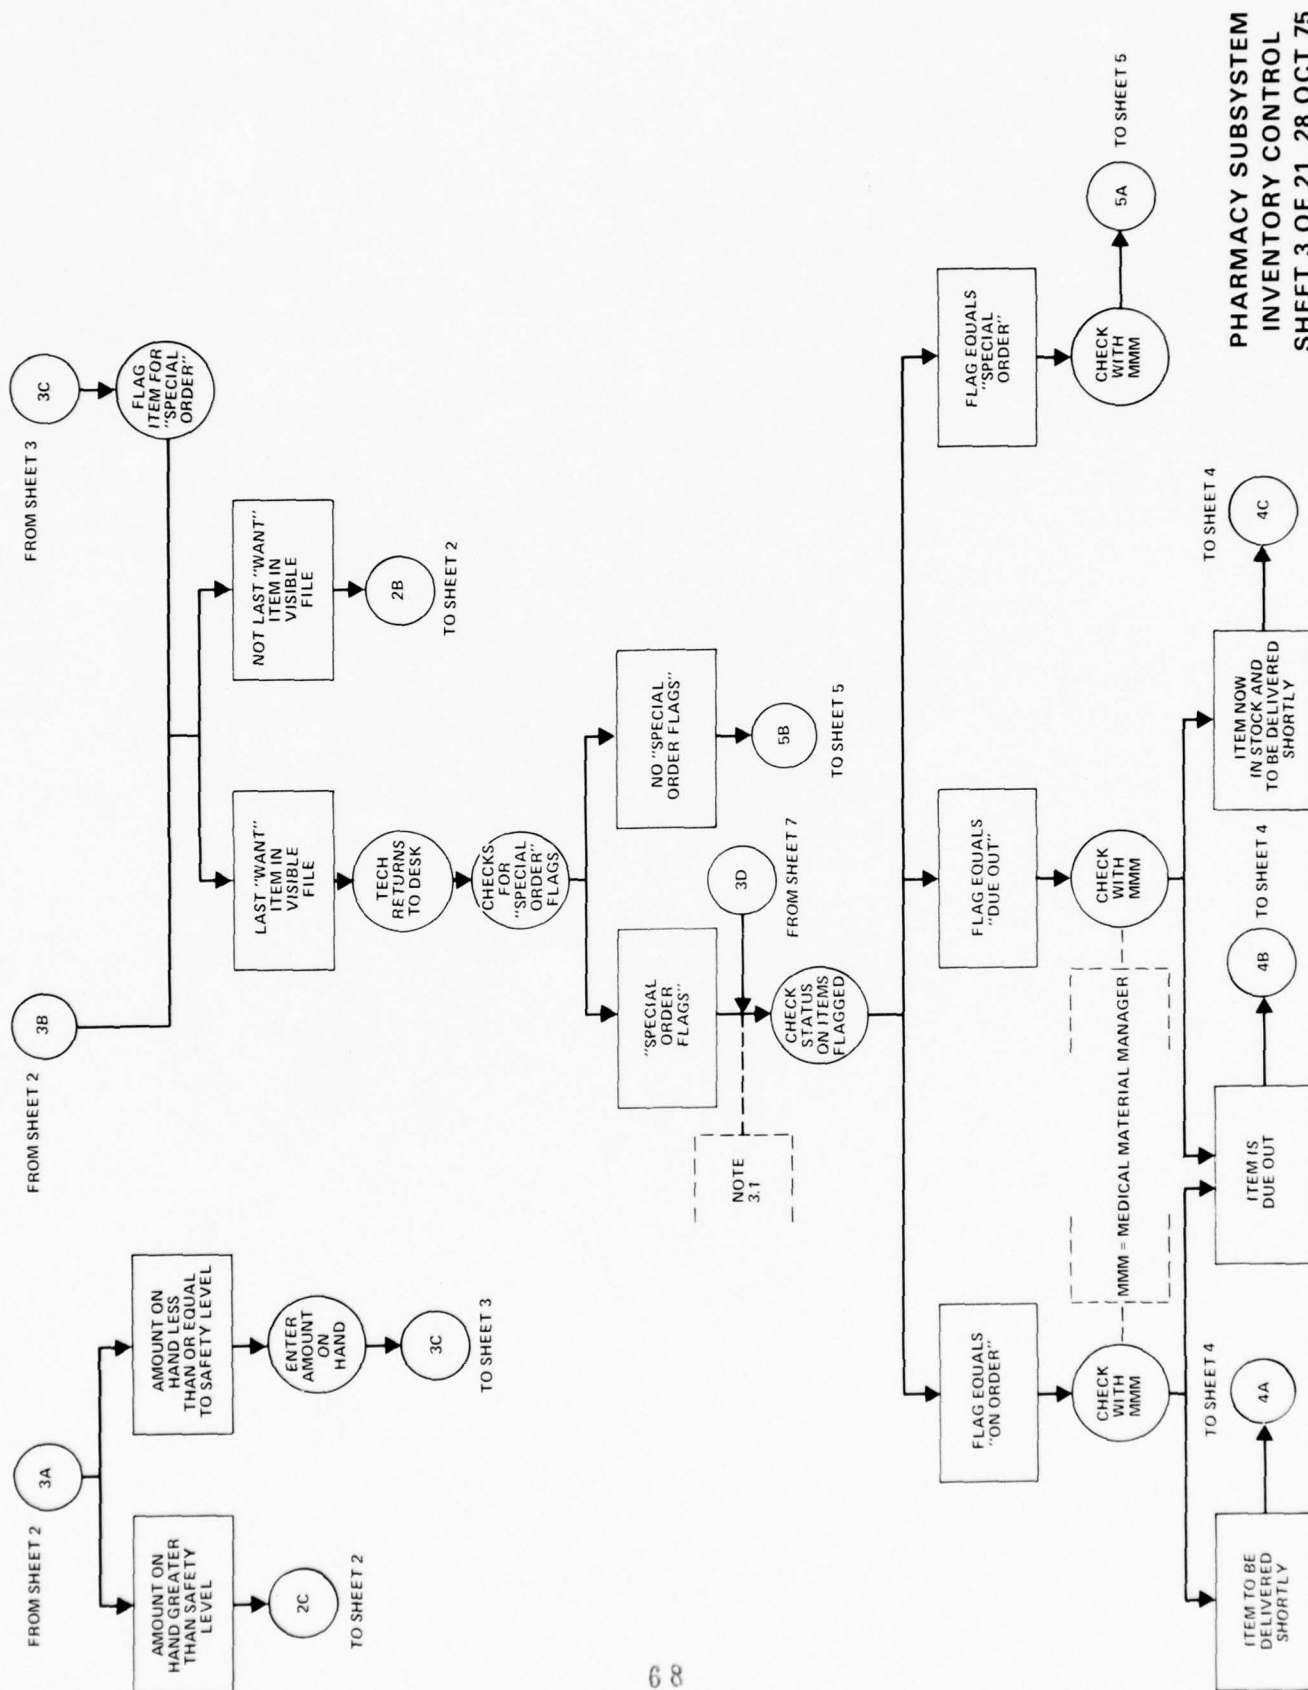 FROM SHEET 2
3A
AMOUNT ON
HAND GREATER
THAN SAFETY
LEVEL
2C
TO SHEET 2
AMOUNT ON
HAND LESS
THAN OR EQUAL
TO SAFETY LEVEL
ENTER
AMOUNT
ON
HAND
3C
TO SHEET 3
FROM SHEET 2
3B
FROM SHEET 3
3C
FLAG
ITEM FOR
"SPECIAL
ORDER"
LAST "WANT"
ITEM IN
VISIBLE
FILE
NOT LAST "WANT"
ITEM IN
VISIBLE
FILE
2B
TO SHEET 2
TECH
RETURNS
TO DESK
CHECKS
FOR
"SPECIAL
ORDER"
FLAGS
"SPECIAL
ORDER
FLAGS"
NO "SPECIAL
ORDER FLAGS"
5B
TO SHEET 5
NOTE
3.1
3D
FROM SHEET 7
CHECK
STATUS
ON ITEMS
FLAGGED
FLAG EQUALS
"ON ORDER"
FLAG EQUALS
"DUE OUT"
FLAG EQUALS
"SPECIAL
ORDER"
CHECK
WITH
MMM
MMM = MEDICAL MATERIAL MANAGER
CHECK
WITH
MMM
CHECK
WITH
MMM
5A
TO SHEET 5
ITEM TO BE
DELIVERED
SHORTLY
4A
TO SHEET 4
ITEM IS
DUE OUT
4B
TO SHEET 4
ITEM NOW
IN STOCK AND
TO BE DELIVERED
SHORTLY
4C
TO SHEET 4
PHARMACY SUBSYSTEM
INVENTORY CONTROL
SHEET 3 OF 21 28 OCT 75
68